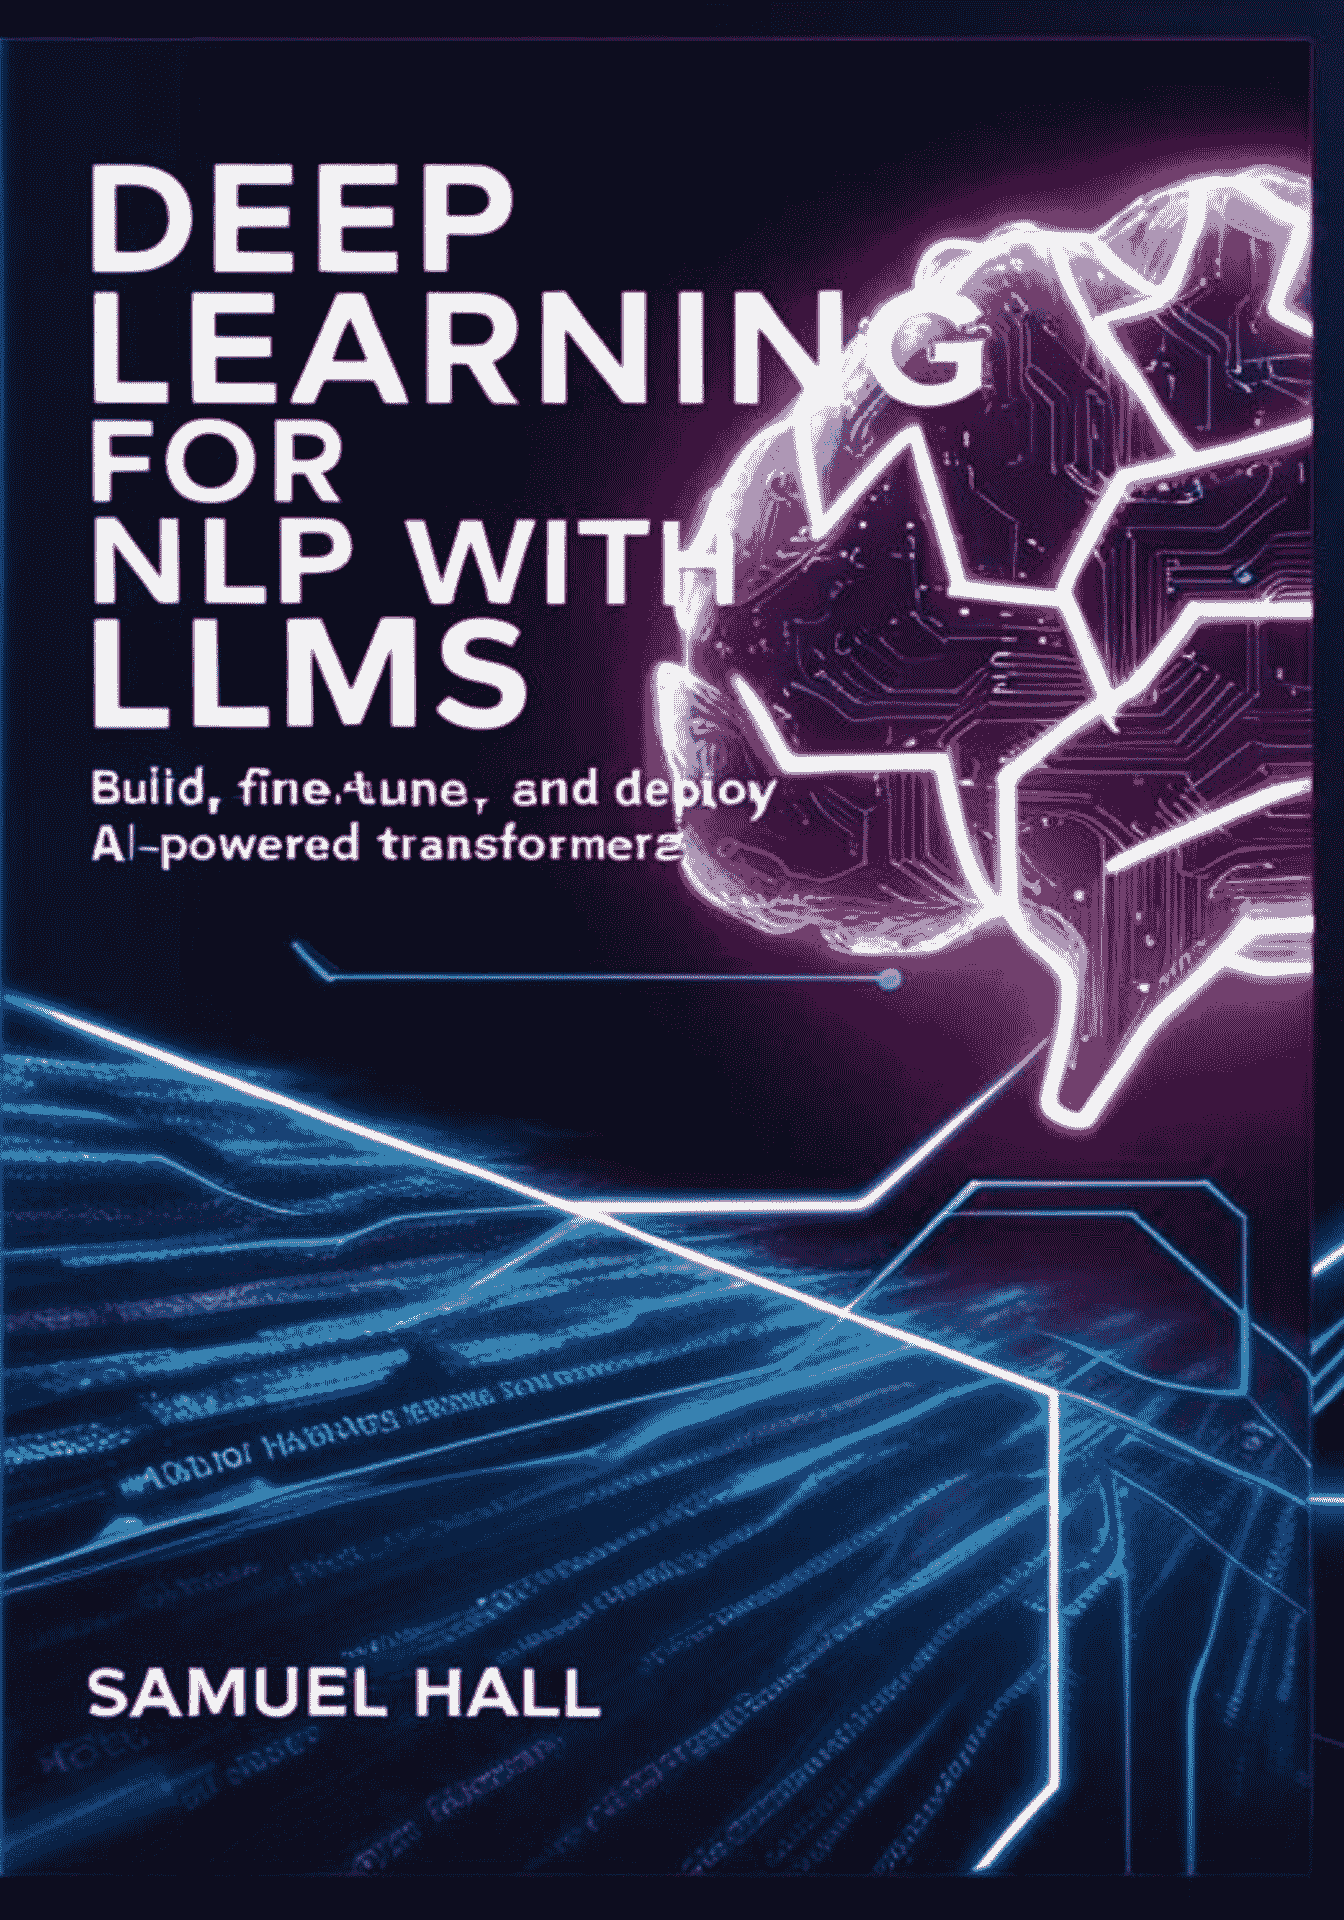 DEEP
LEARNING
FOR
NLP WITH
LLMS
Build, fine-tune, and deploy
AI-powered transformers
SAMUEL HALL